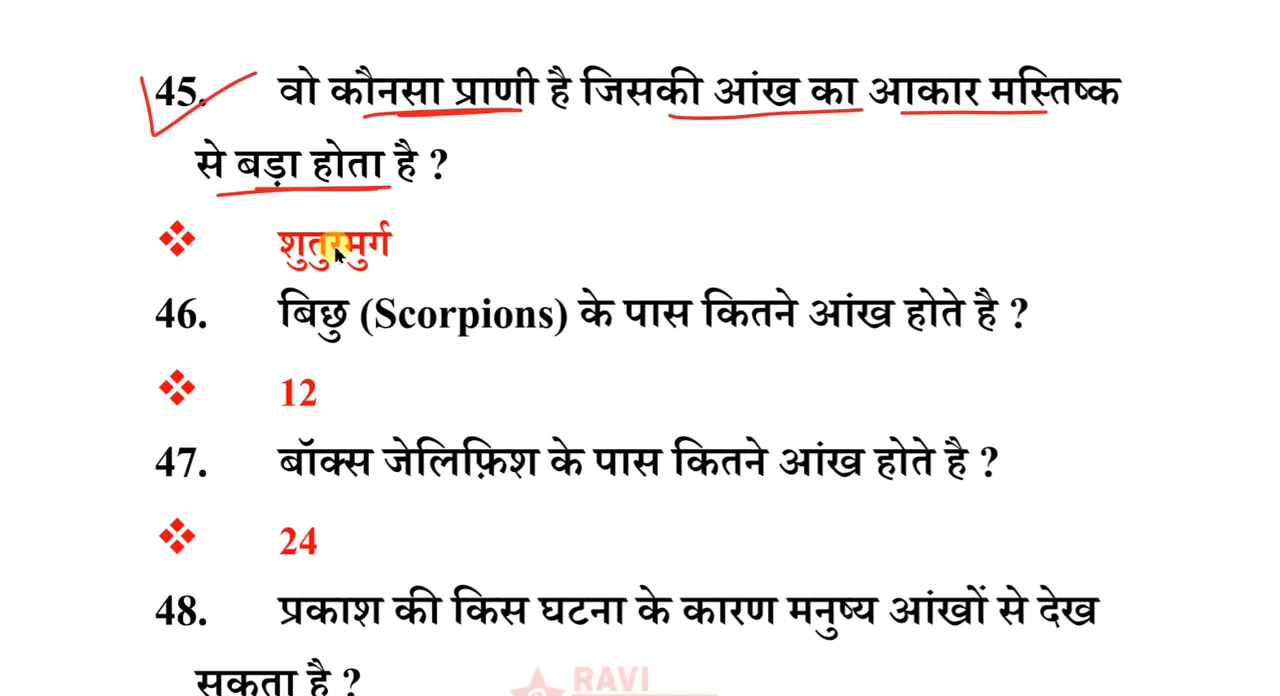 45. वो कौनसा प्राणी है जिसकी आंख का आकार मस्तिष्क
से बड़ा होता है ?
❖ शुतुरमुर्ग
46. बिछु (Scorpions) के पास कितने आंख होते है ?
❖ 12
47. बॉक्स जेलिफ़िश के पास कितने आंख होते है ?
❖ 24
48. प्रकाश की किस घटना के कारण मनुष्य आंखों से देख
सकता है ?
RAVI